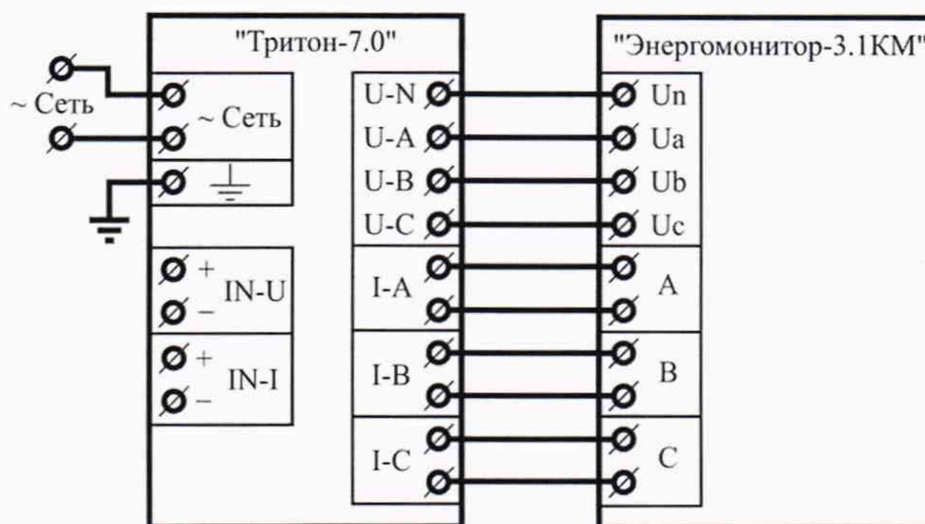 "Тритон-7.0"
~ Сеть
~ Сеть
+
IN-U
−
+
IN-I
−
U-N
U-A
U-B
U-C
I-A
I-B
I-C
"Энергомонитор-3.1КМ"
Un
Ua
Ub
Uc
A
B
C